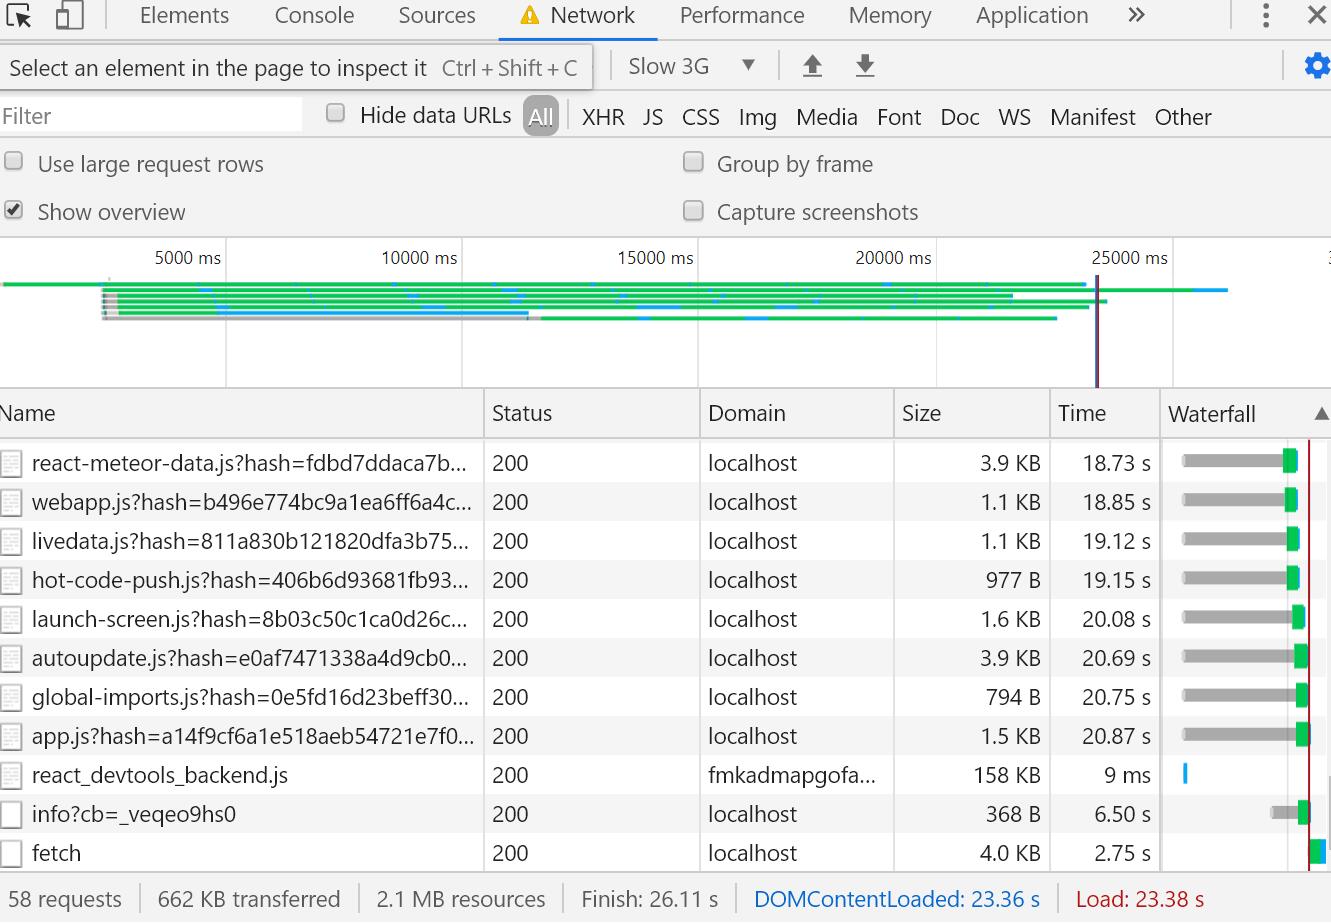 Elements Console Sources Network Performance Memory Application »
Select an element in the page to inspect it Ctrl + Shift + C Slow 3G ▼
Filter Hide data URLs All XHR JS CSS Img Media Font Doc WS Manifest Other
Use large request rows Group by frame
Show overview Capture screenshots
5000 ms 10000 ms 15000 ms 20000 ms 25000 ms
Name Status Domain Size Time Waterfall ▲
react-meteor-data.js?hash=fdbd7ddaca7b... 200 localhost 3.9 KB 18.73 s
webapp.js?hash=b496e774bc9a1ea6ff6a4c... 200 localhost 1.1 KB 18.85 s
livedata.js?hash=811a830b121820dfa3b75... 200 localhost 1.1 KB 19.12 s
hot-code-push.js?hash=406b6d93681fb93... 200 localhost 977 B 19.15 s
launch-screen.js?hash=8b03c50c1ca0d26c... 200 localhost 1.6 KB 20.08 s
autoupdate.js?hash=e0af7471338a4d9cb0... 200 localhost 3.9 KB 20.69 s
global-imports.js?hash=0e5fd16d23beff30... 200 localhost 794 B 20.75 s
app.js?hash=a14f9cf6a1e518aeb54721e7f0... 200 localhost 1.5 KB 20.87 s
react_devtools_backend.js 200 fmkadmapgofa... 158 KB 9 ms
info?cb=_veqeo9hs0 200 localhost 368 B 6.50 s
fetch 200 localhost 4.0 KB 2.75 s
58 requests 662 KB transferred 2.1 MB resources Finish: 26.11 s DOMContentLoaded: 23.36 s Load: 23.38 s